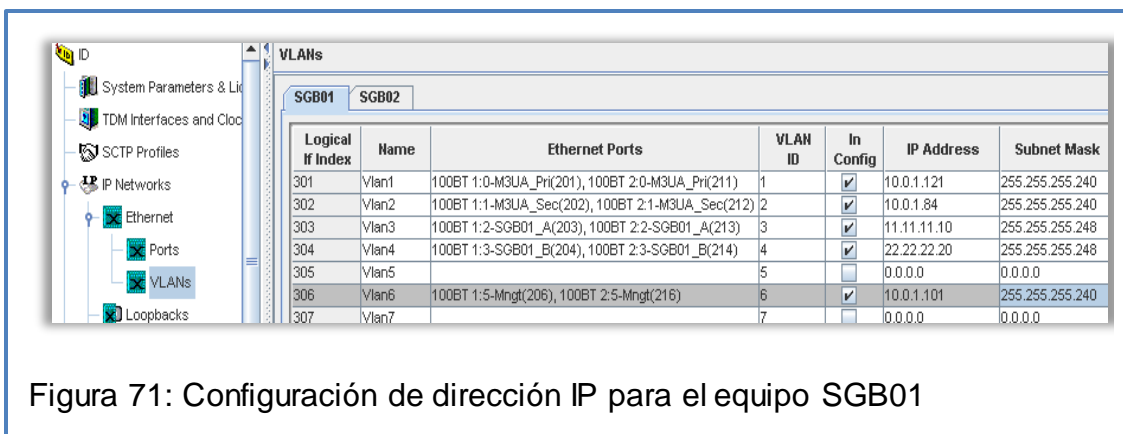 ID
System Parameters & Lic
TDM Interfaces and Cloc
SCTP Profiles
IP Networks
Ethernet
Ports
VLANs
Loopbacks
VLANs
SGB01 SGB02
Logical If Index Name Ethernet Ports VLAN ID In Config IP Address Subnet Mask
301 Vlan1 100BT 1:0-M3UA_Pri(201), 100BT 2:0-M3UA_Pri(211) 1 10.0.1.121 255.255.255.240
302 Vlan2 100BT 1:1-M3UA_Sec(202), 100BT 2:1-M3UA_Sec(212) 2 10.0.1.84 255.255.255.240
303 Vlan3 100BT 1:2-SGB01_A(203), 100BT 2:2-SGB01_A(213) 3 11.11.11.10 255.255.255.248
304 Vlan4 100BT 1:3-SGB01_B(204), 100BT 2:3-SGB01_B(214) 4 22.22.22.20 255.255.255.248
305 Vlan5 5 0.0.0.0 0.0.0.0
306 Vlan6 100BT 1:5-Mngt(206), 100BT 2:5-Mngt(216) 6 10.0.1.101 255.255.255.240
307 Vlan7 7 0.0.0.0 0.0.0.0
Figura 71: Configuración de dirección IP para el equipo SGB01